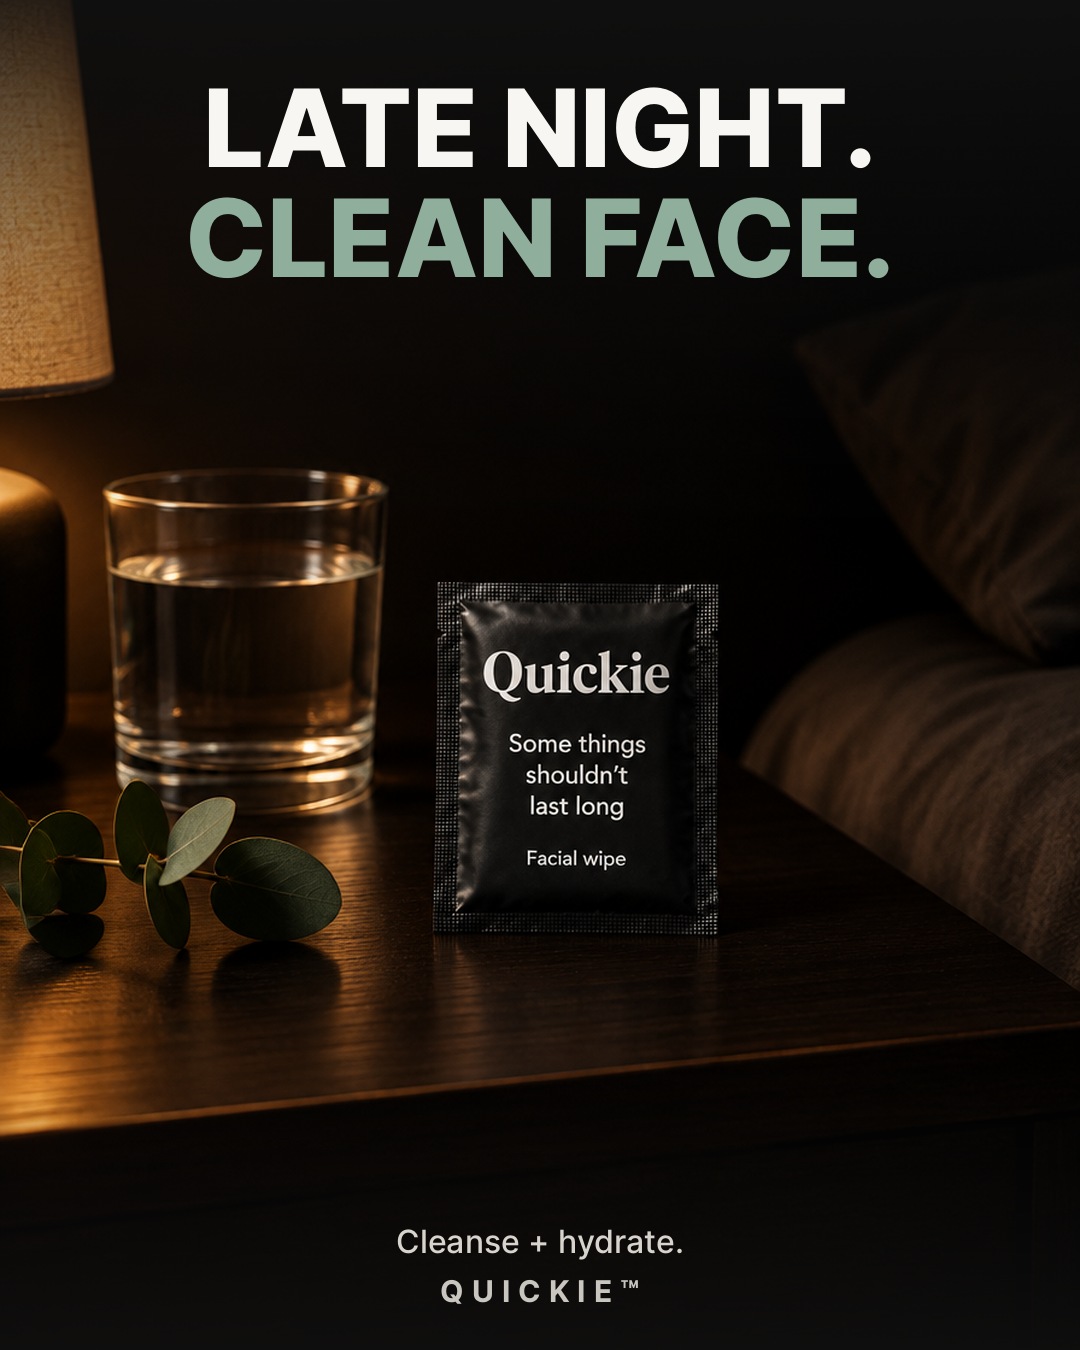 LATE NIGHT.
CLEAN FACE.
Quickie
Some things
shouldn't
last long
Facial wipe
Cleanse + hydrate.
QUICKIE™